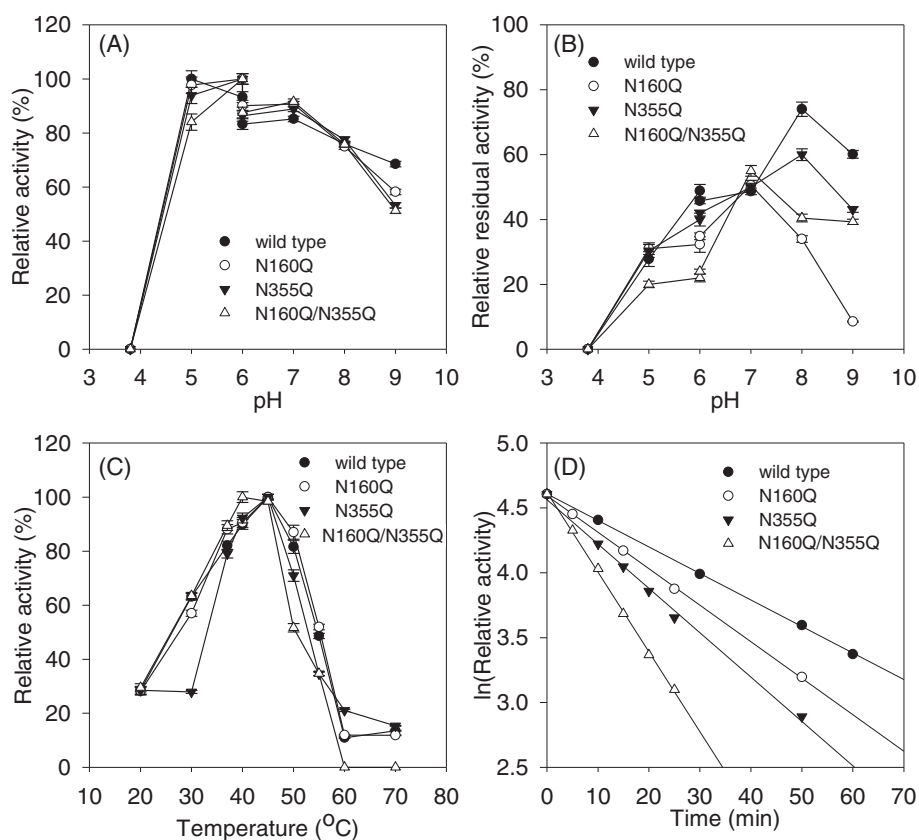 (A)
Relative activity (%)
120
100
80
60
40
20
0
wild type
N160Q
N355Q
N160Q/N355Q
3 4 5 6 7 8 9 10
pH
(B)
Relative residual activity (%)
100
80
60
40
20
0
wild type
N160Q
N355Q
N160Q/N355Q
3 4 5 6 7 8 9 10
pH
(C)
Relative activity (%)
120
100
80
60
40
20
0
wild type
N160Q
N355Q
N160Q/N355Q
10 20 30 40 50 60 70 80
Temperature (°C)
(D)
ln(Relative activity)
5.0
4.5
4.0
3.5
3.0
2.5
wild type
N160Q
N355Q
N160Q/N355Q
0 10 20 30 40 50 60 70
Time (min)